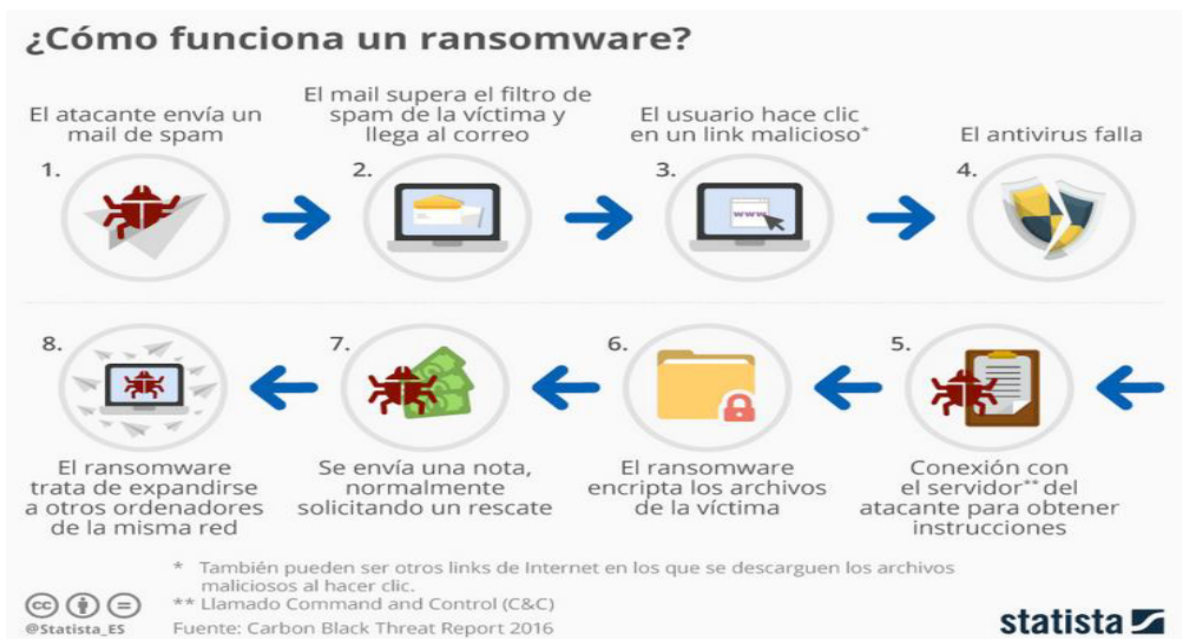 ¿Cómo funciona un ransomware?
El atacante envía un
mail de spam
1.
El mail supera el filtro de
spam de la víctima y
llega al correo
2.
El usuario hace clic
en un link malicioso*
3.
www
El antivirus falla
4.
5.
Conexión con
el servidor** del
atacante para obtener
instrucciones
6.
El ransomware
encripta los archivos
de la víctima
7.
Se envía una nota,
normalmente
solicitando un rescate
8.
El ransomware
trata de expandirse
a otros ordenadores
de la misma red
* También pueden ser otros links de Internet en los que se descarguen los archivos
maliciosos al hacer clic.
** Llamado Command and Control (C&C)
Fuente: Carbon Black Threat Report 2016
cc
@Statista_ES
statista